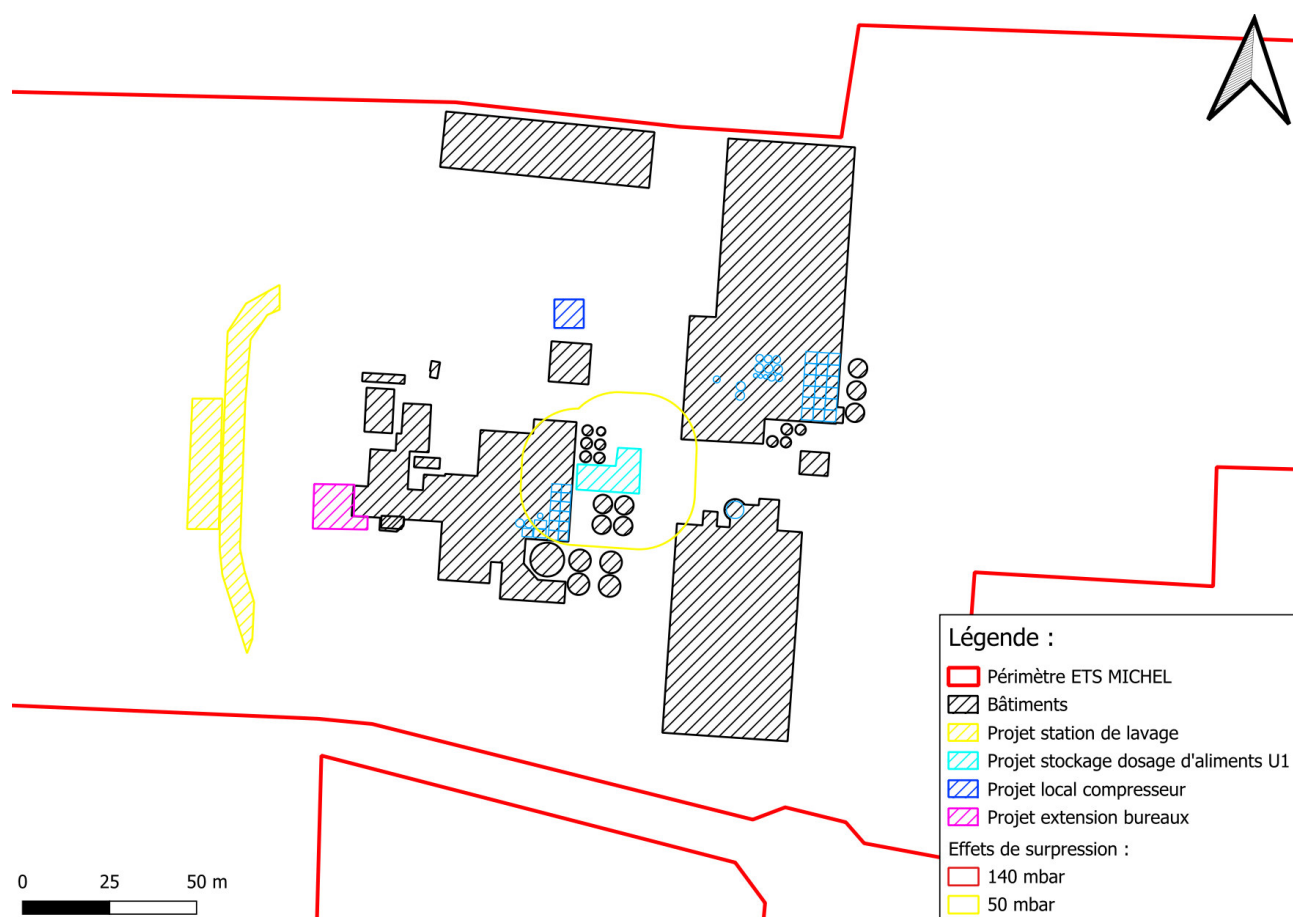 Légende :
Périmètre ETS MICHEL
Bâtiments
Projet station de lavage
Projet stockage dosage d'aliments U1
Projet local compresseur
Projet extension bureaux
Effets de surpression :
140 mbar
50 mbar
0 25 50 m